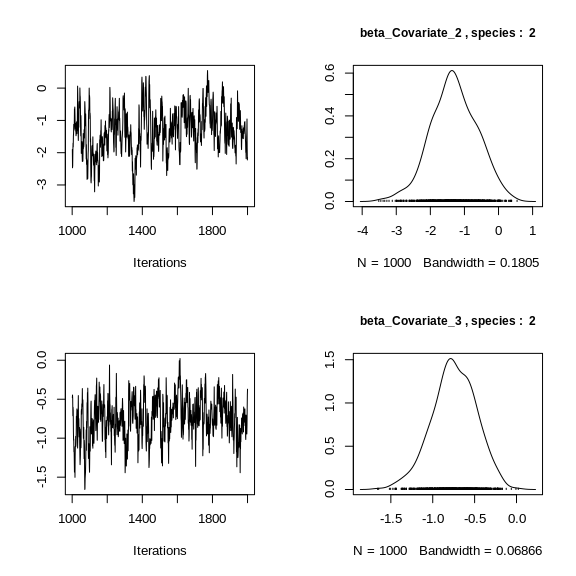 beta_Covariate_2 , species : 2
0
-1
-2
-3
1000 1400 1800
Iterations
0.6
0.4
0.2
0.0
-4 -3 -2 -1 0 1
N = 1000 Bandwidth = 0.1805
beta_Covariate_3 , species : 2
0.0
-0.5
-1.0
-1.5
1000 1400 1800
Iterations
1.5
1.0
0.5
0.0
-1.5 -1.0 -0.5 0.0
N = 1000 Bandwidth = 0.06866